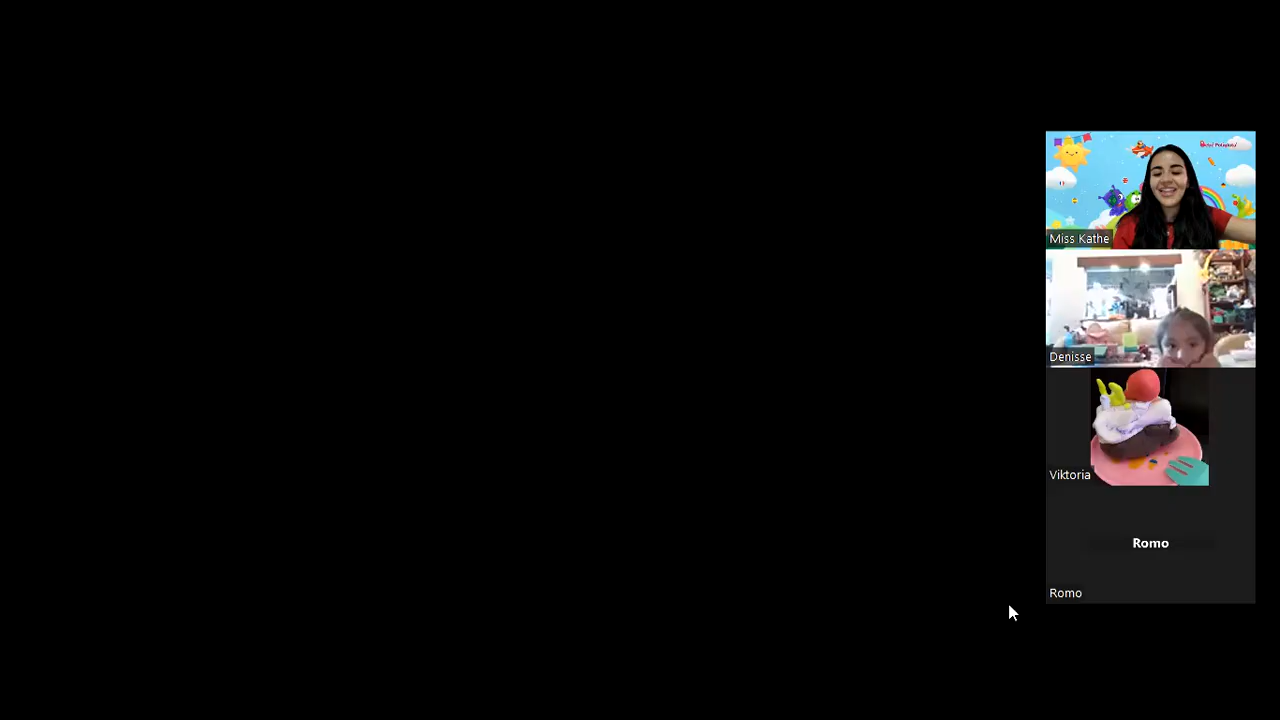 Miss Kathe
Denisse
Viktoria
Romo
Romo